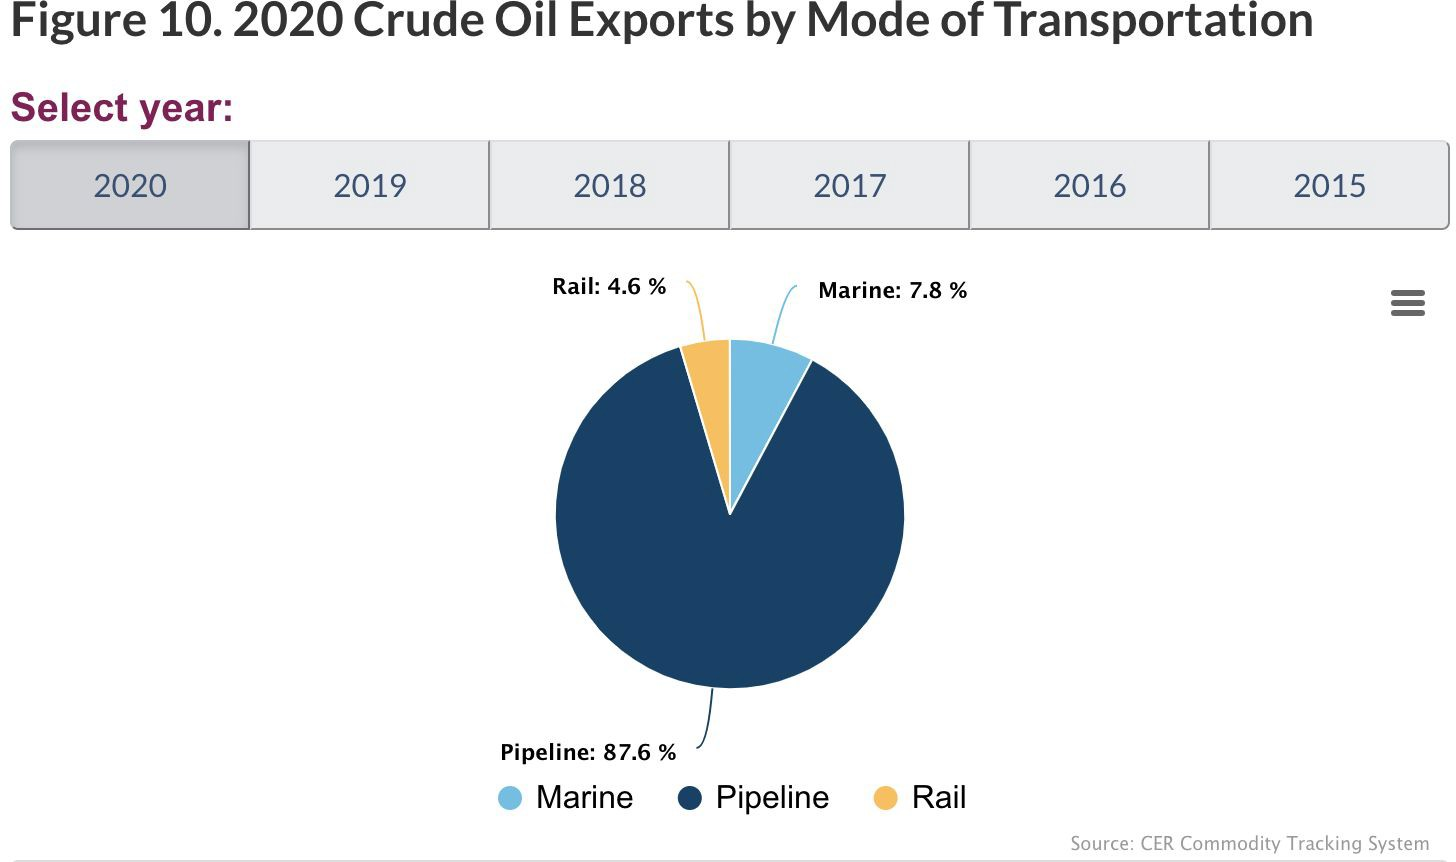 Figure 10. 2020 Crude Oil Exports by Mode of Transportation
Select year:
2020 2019 2018 2017 2016 2015
Rail: 4.6 % Marine: 7.8 %
Pipeline: 87.6 %
Marine Pipeline Rail
Source: CER Commodity Tracking System